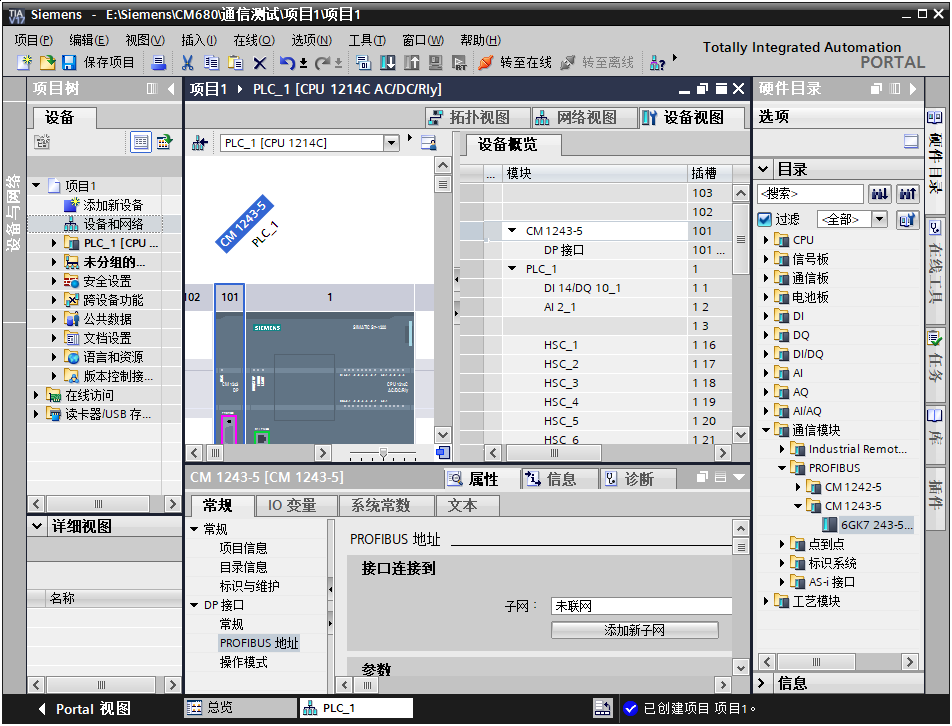 Siemens - E:\Siemens\CM680\通信测试\项目1\项目1
项目(P) 编辑(E) 视图(V) 插入(I) 在线(O) 选项(N) 工具(T) 窗口(W) 帮助(H)
Totally Integrated Automation
PORTAL
保存项目 转至在线 转至离线
项目树
设备
设备与网络
项目1
添加新设备
设备和网络
PLC_1 [CPU ...
未分组的...
安全设置
跨设备功能
公共数据
文档设置
语言和资源
版本控制接...
在线访问
读卡器/USB 存...
详细视图
名称
项目1 PLC_1 [CPU 1214C AC/DC/Rly]
拓扑视图 网络视图 设备视图
PLC_1 [CPU 1214C]
CM 1243-5
PLC_1
102 101 1
SIEMENS
SIMATIC S7-1200
CM 1243
DP
CPU 1214C
AC/DC/Rly
设备概览
... 模块 插槽
103
102
CM 1243-5 101
DP 接口 101 ...
PLC_1 1
DI 14/DQ 10_1 1 1
AI 2_1 1 2
1 3
HSC_1 1 16
HSC_2 1 17
HSC_3 1 18
HSC_4 1 19
HSC_5 1 20
HSC_6 1 21
CM 1243-5 [CM 1243-5]
属性 信息 诊断
常规 IO 变量 系统常数 文本
常规
项目信息
目录信息
标识与维护
DP 接口
常规
PROFIBUS 地址
操作模式
PROFIBUS 地址
接口连接到
子网： 未联网
添加新子网
参数
硬件目录
选项
目录
<搜索>
过滤 <全部>
CPU
信号板
通信板
电池板
DI
DQ
DI/DQ
AI
AQ
AI/AQ
通信模块
Industrial Remot...
PROFIBUS
CM 1242-5
CM 1243-5
6GK7 243-5...
点到点
标识系统
AS-i 接口
工艺模块
信息
硬件目录
在线工具
任务
库
插件
Portal 视图 总览 PLC_1 已创建项目 项目1。